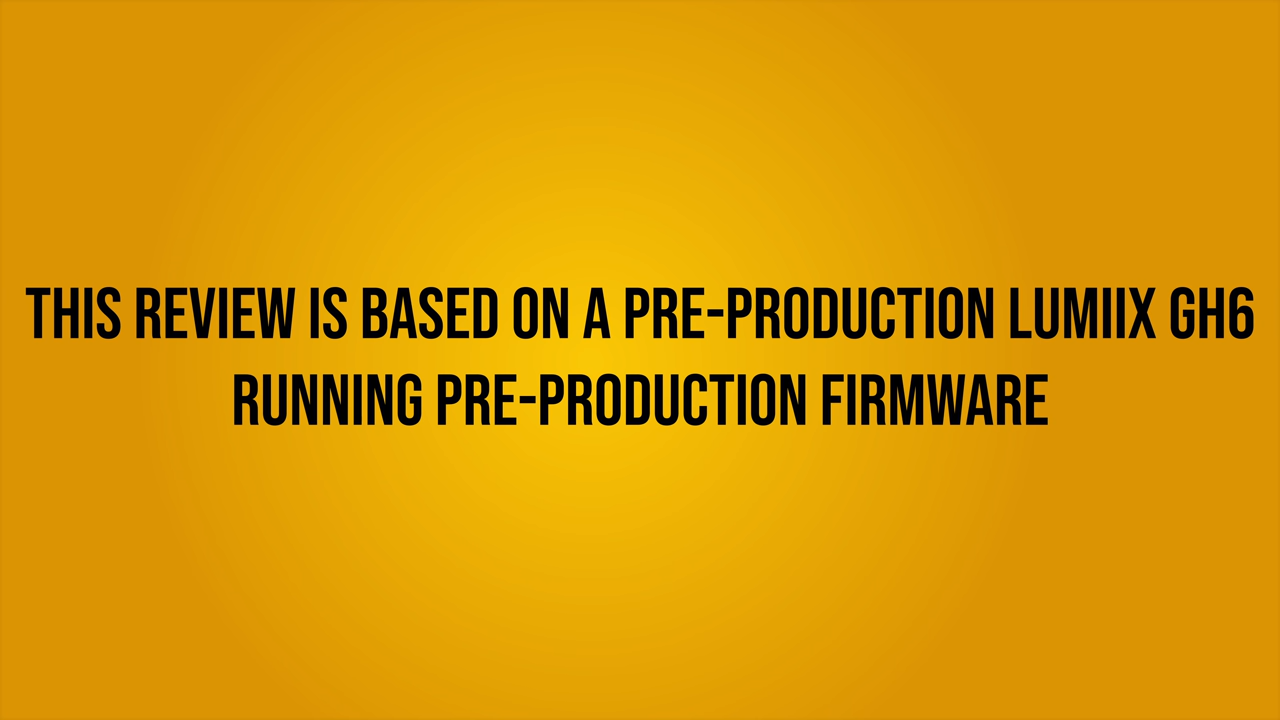 THIS REVIEW IS BASED ON A PRE-PRODUCTION LUMIIX GH6
RUNNING PRE-PRODUCTION FIRMWARE